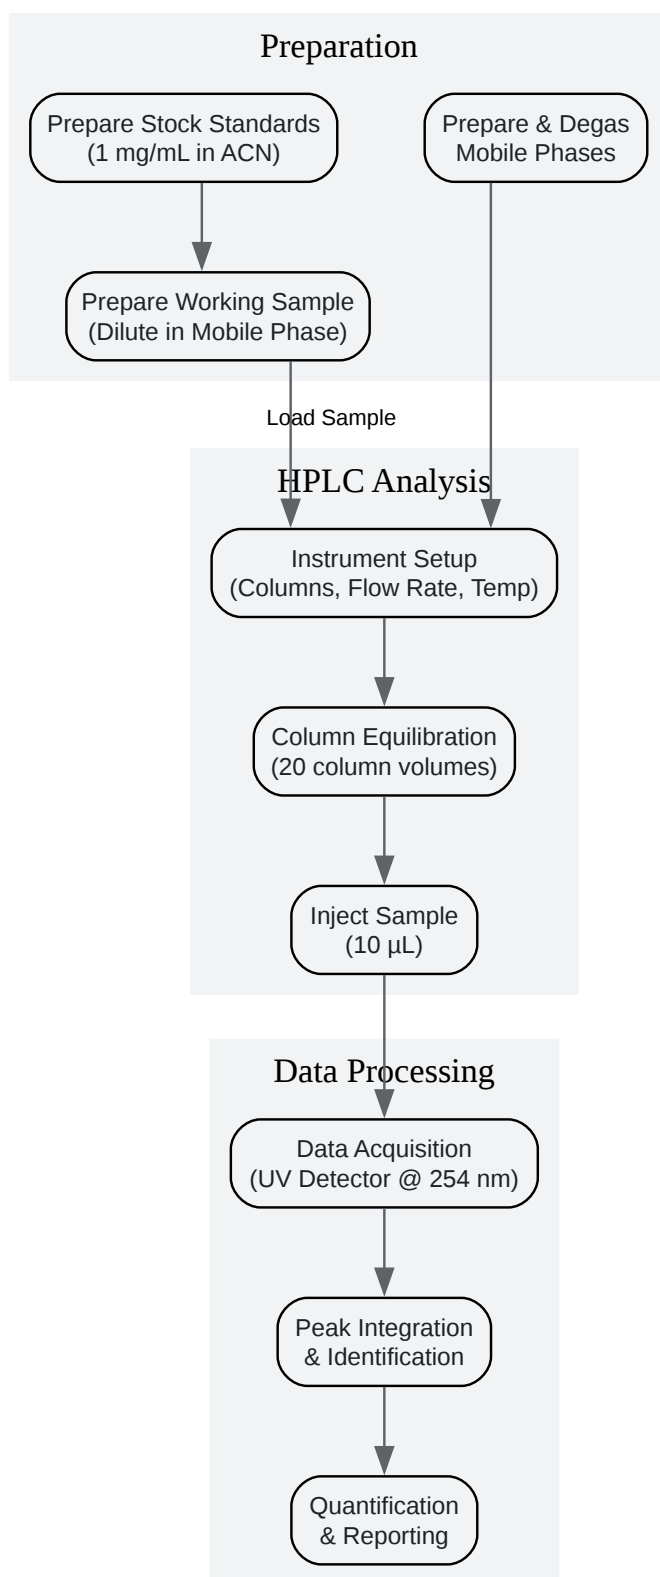 Preparation
Prepare Stock Standards
(1 mg/mL in ACN)
Prepare & Degas
Mobile Phases
Prepare Working Sample
(Dilute in Mobile Phase)
Load Sample
HPLC Analysis
Instrument Setup
(Columns, Flow Rate, Temp)
Column Equilibration
(20 column volumes)
Inject Sample
(10 µL)
Data Processing
Data Acquisition
(UV Detector @ 254 nm)
Peak Integration
& Identification
Quantification
& Reporting